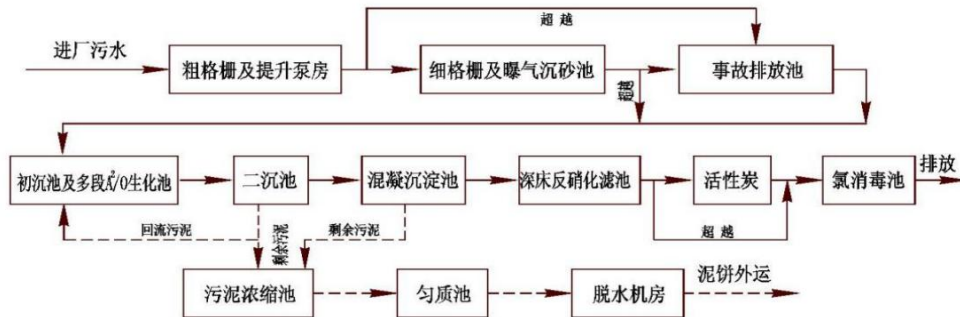 超 越
进厂污水
粗格栅及提升泵房
细格栅及曝气沉砂池
超越
事故排放池
初沉池及多段A²/O生化池
二沉池
混凝沉淀池
深床反硝化滤池
活性炭
氯消毒池
排放
超 越
回流污泥
剩余污泥
剩余污泥
污泥浓缩池
匀质池
脱水机房
泥饼外运